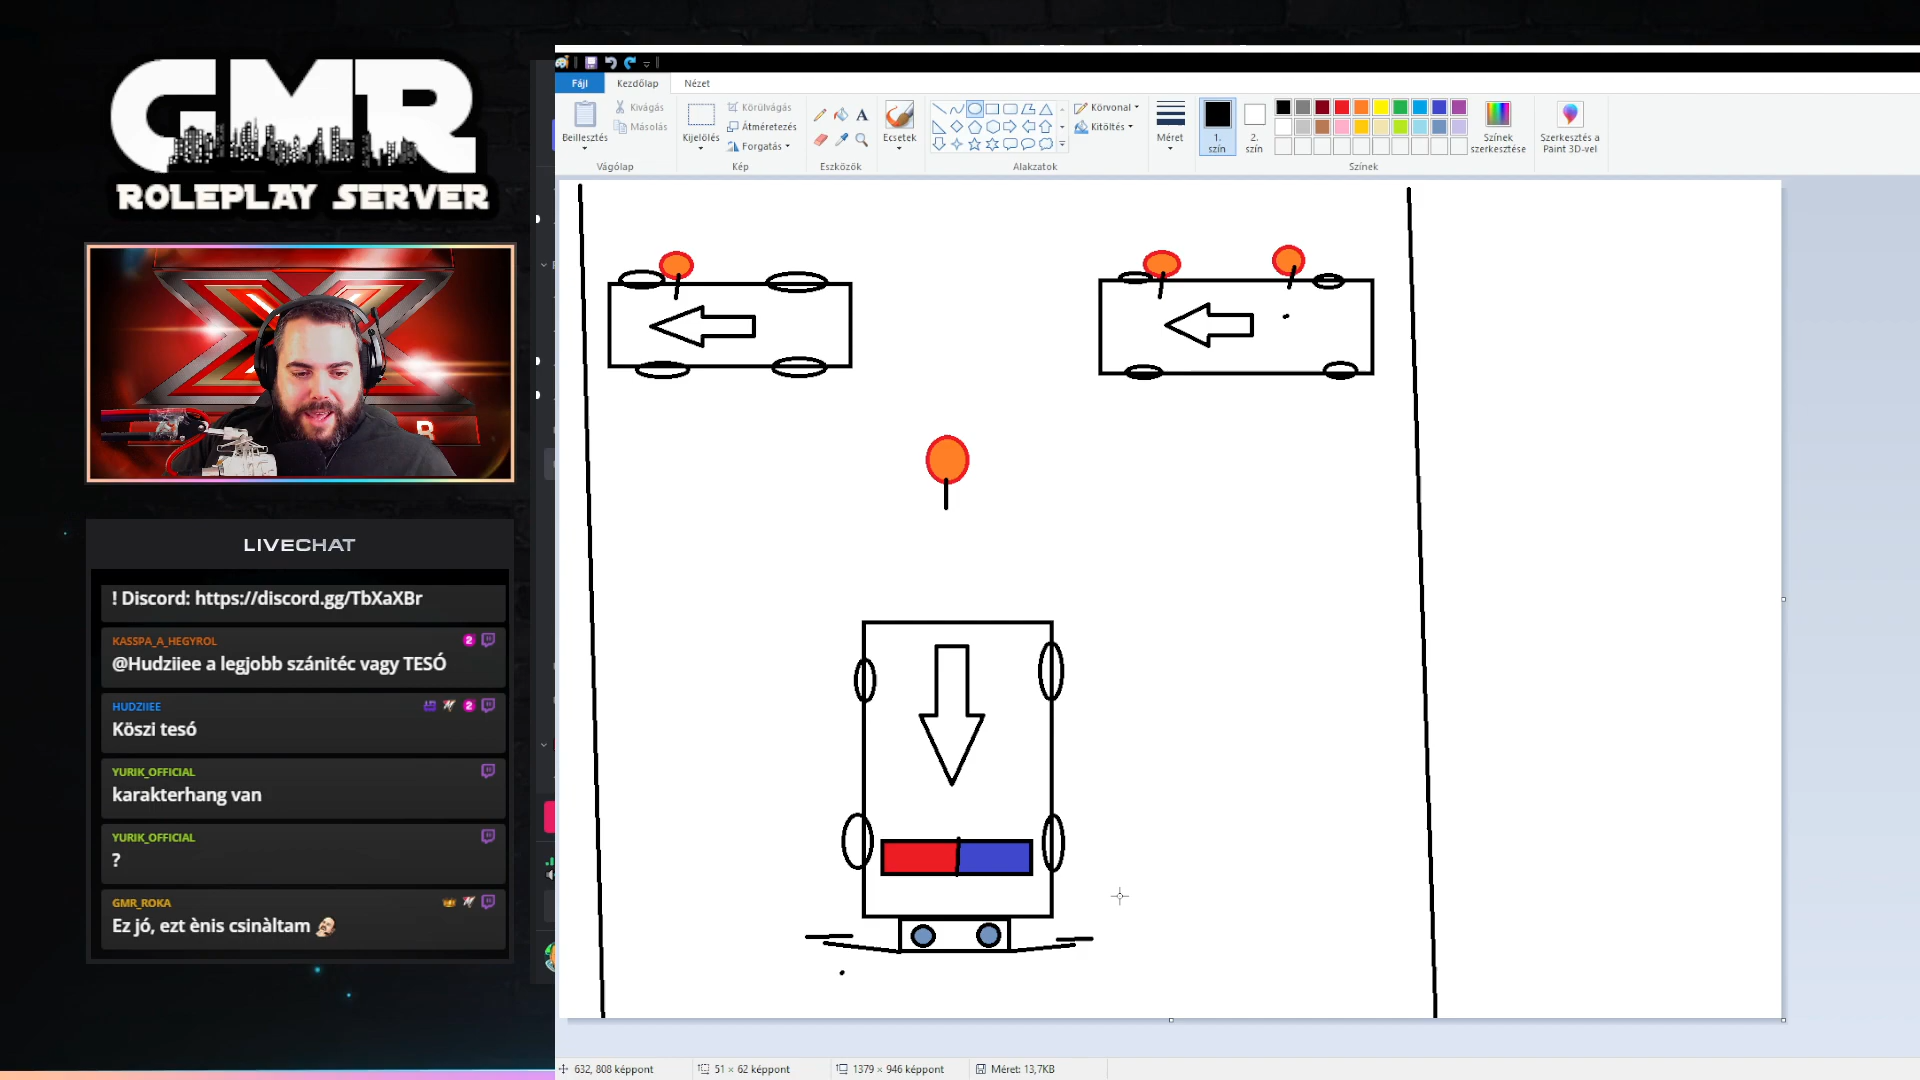 GMR
ROLEPLAY SERVER
Fájl
Kezdőlap
Nézet
Beillesztés
Kivágás
Másolás
Vágólap
Kijelölés
Körülvágás
Átméretezés
Forgatás
Kép
A
Eszközök
Ecsetek
Körvonal
Kitöltés
Alakzatok
Méret
1.
szín
2.
szín
Színek
szerkesztése
Színek
Szerkesztés a
Paint 3D-vel
R
LIVECHAT
! Discord: https://discord.gg/TbXaXBr
KASSPA_A_HEGYROL
2
@Hudziiee a legjobb szánitéc vagy TESÓ
HUDZIIEE
2
Köszi tesó
YURIK_OFFICIAL
karakterhang van
YURIK_OFFICIAL
?
GMR_ROKA
Ez jó, ezt ènis csinàltam
632, 808 képpont
51 × 62 képpont
1379 × 946 képpont
Méret: 13,7KB